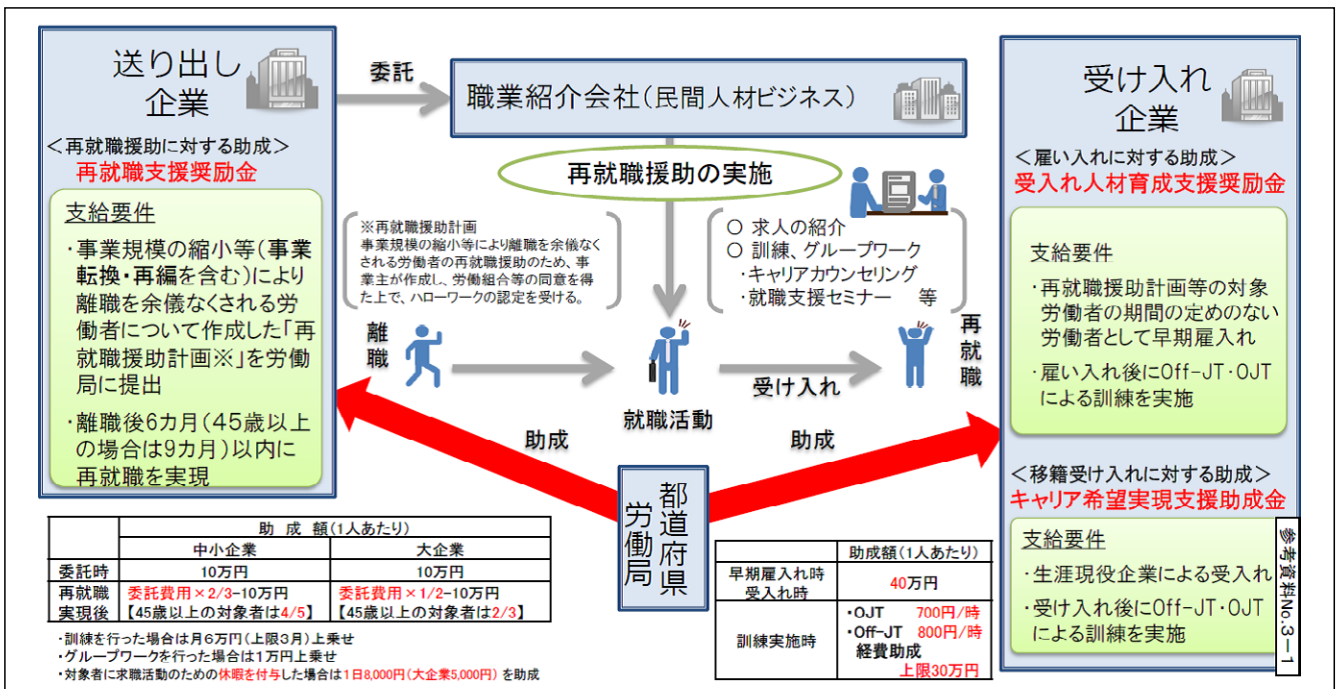 送り出し
企業
＜再就職援助に対する助成＞
再就職支援奨励金
支給要件
・事業規模の縮小等（事業
転換・再編を含む）により
離職を余儀なくされる労
働者について作成した「再
就職援助計画※」を労働
局に提出
・離職後6カ月（45歳以上
の場合は9カ月）以内に
再就職を実現
委託
職業紹介会社（民間人材ビジネス）
再就職援助の実施
※再就職援助計画
事業規模の縮小等により離職を余儀なく
される労働者の再就職援助のため、事
業主が作成し、労働組合等の同意を得
た上で、ハローワークの認定を受ける。
○ 求人の紹介
○ 訓練、グループワーク
・キャリアカウンセリング
・就職支援セミナー　等
離職
就職活動
受け入れ
再就職
助成
助成
都道府県
労働局
受け入れ
企業
＜雇い入れに対する助成＞
受入れ人材育成支援奨励金
支給要件
・再就職援助計画等の対象
労働者の期間の定めのない
労働者として早期雇入れ
・雇い入れ後にOff-JT・OJT
による訓練を実施
＜移籍受け入れに対する助成＞
キャリア希望実現支援助成金
支給要件
・生涯現役企業による受入れ
・受け入れ後にOff-JT・OJT
による訓練を実施
参考資料No.3－1
助 成 額（1人あたり）
中小企業 大企業
委託時 10万円 10万円
再就職 委託費用×2/3-10万円 委託費用×1/2-10万円
実現後 【45歳以上の対象者は4/5】 【45歳以上の対象者は2/3】
・訓練を行った場合は月６万円（上限３月）上乗せ
・グループワークを行った場合は１万円上乗せ
・対象者に求職活動のための休暇を付与した場合は１日8,000円（大企業5,000円）を助成
助成額（1人あたり）
早期雇入れ時
受入れ時
40万円
訓練実施時
・OJT 700円/時
・Off-JT 800円/時
経費助成
上限30万円